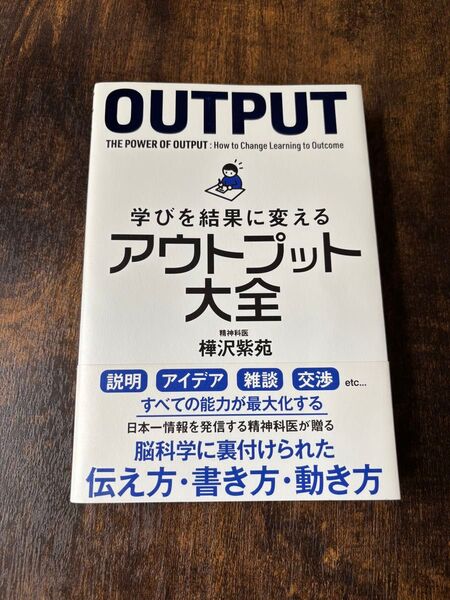 OUTPUT
THE POWER OF OUTPUT : How to Change Learning to Outcome
学びを結果に変える
アウトプット
大全
精神科医
樺沢紫苑
説明 アイデア 雑談 交渉 etc...
すべての能力が最大化する
日本一情報を発信する精神科医が贈る
脳科学に裏付けられた
伝え方・書き方・動き方